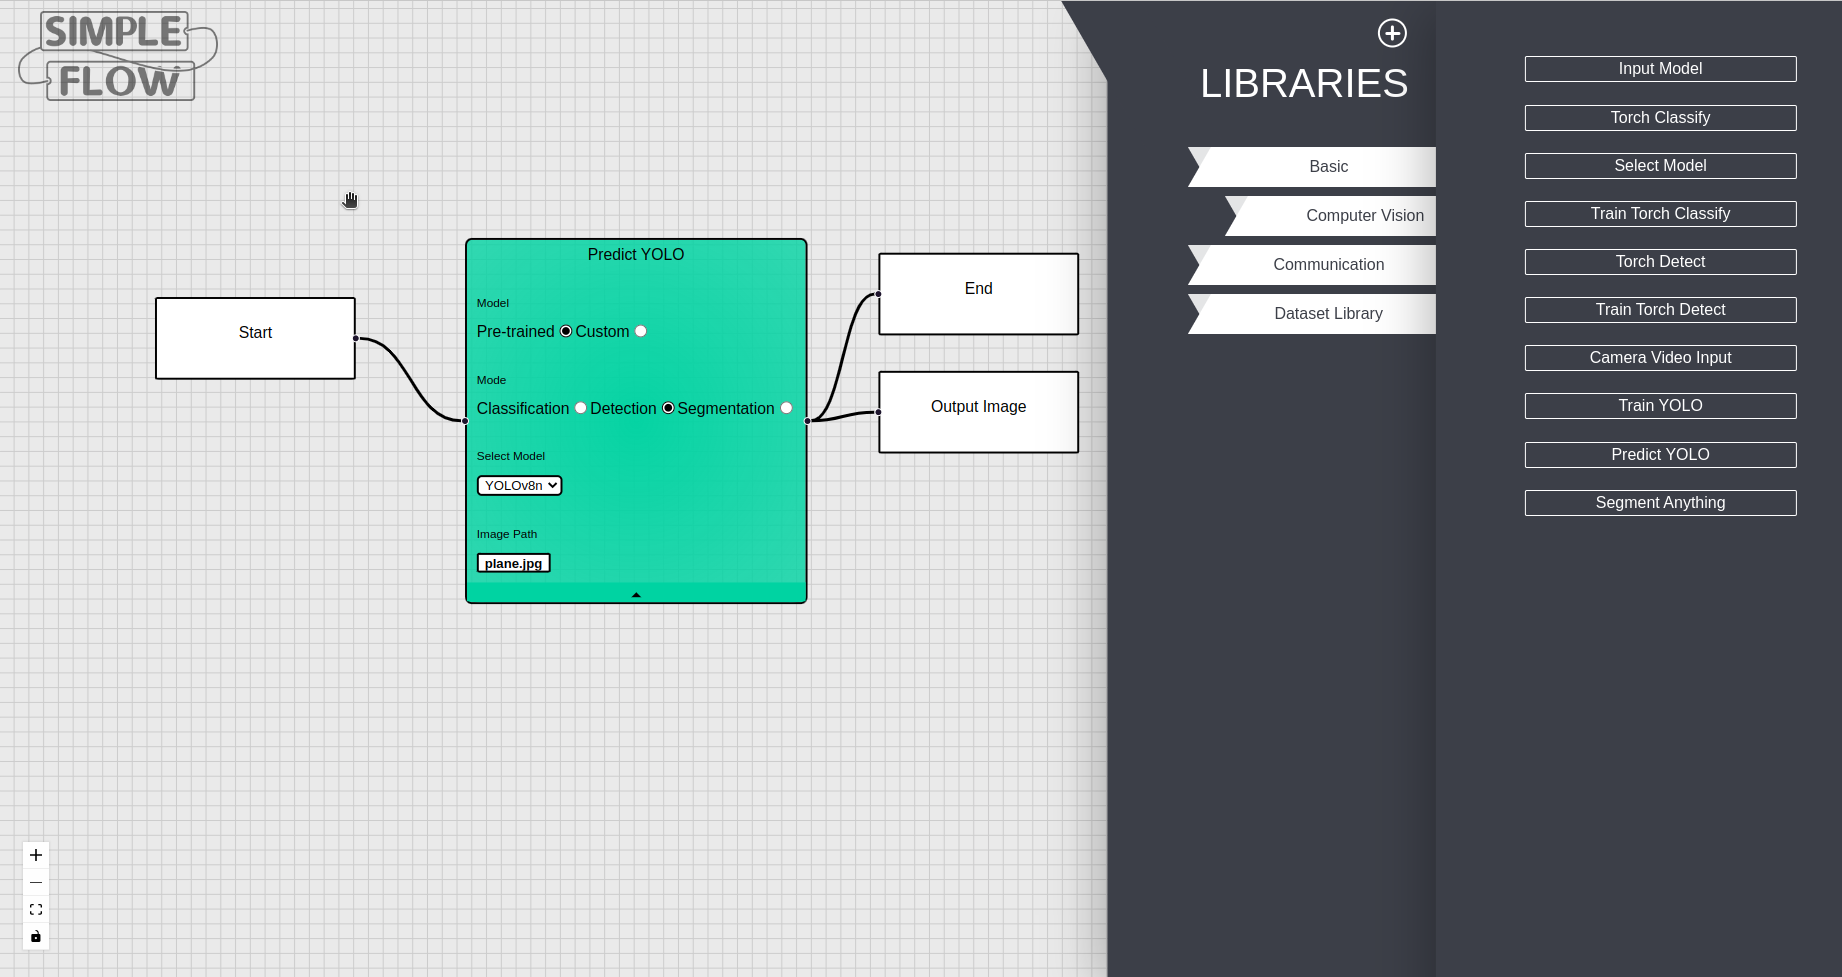 SIMPLE
FLOW
Start
Predict YOLO
Model
Pre-trained Custom
Mode
Classification Detection Segmentation
Select Model
YOLOv8n
Image Path
plane.jpg
End
Output Image
LIBRARIES
Basic
Computer Vision
Communication
Dataset Library
Input Model
Torch Classify
Select Model
Train Torch Classify
Torch Detect
Train Torch Detect
Camera Video Input
Train YOLO
Predict YOLO
Segment Anything